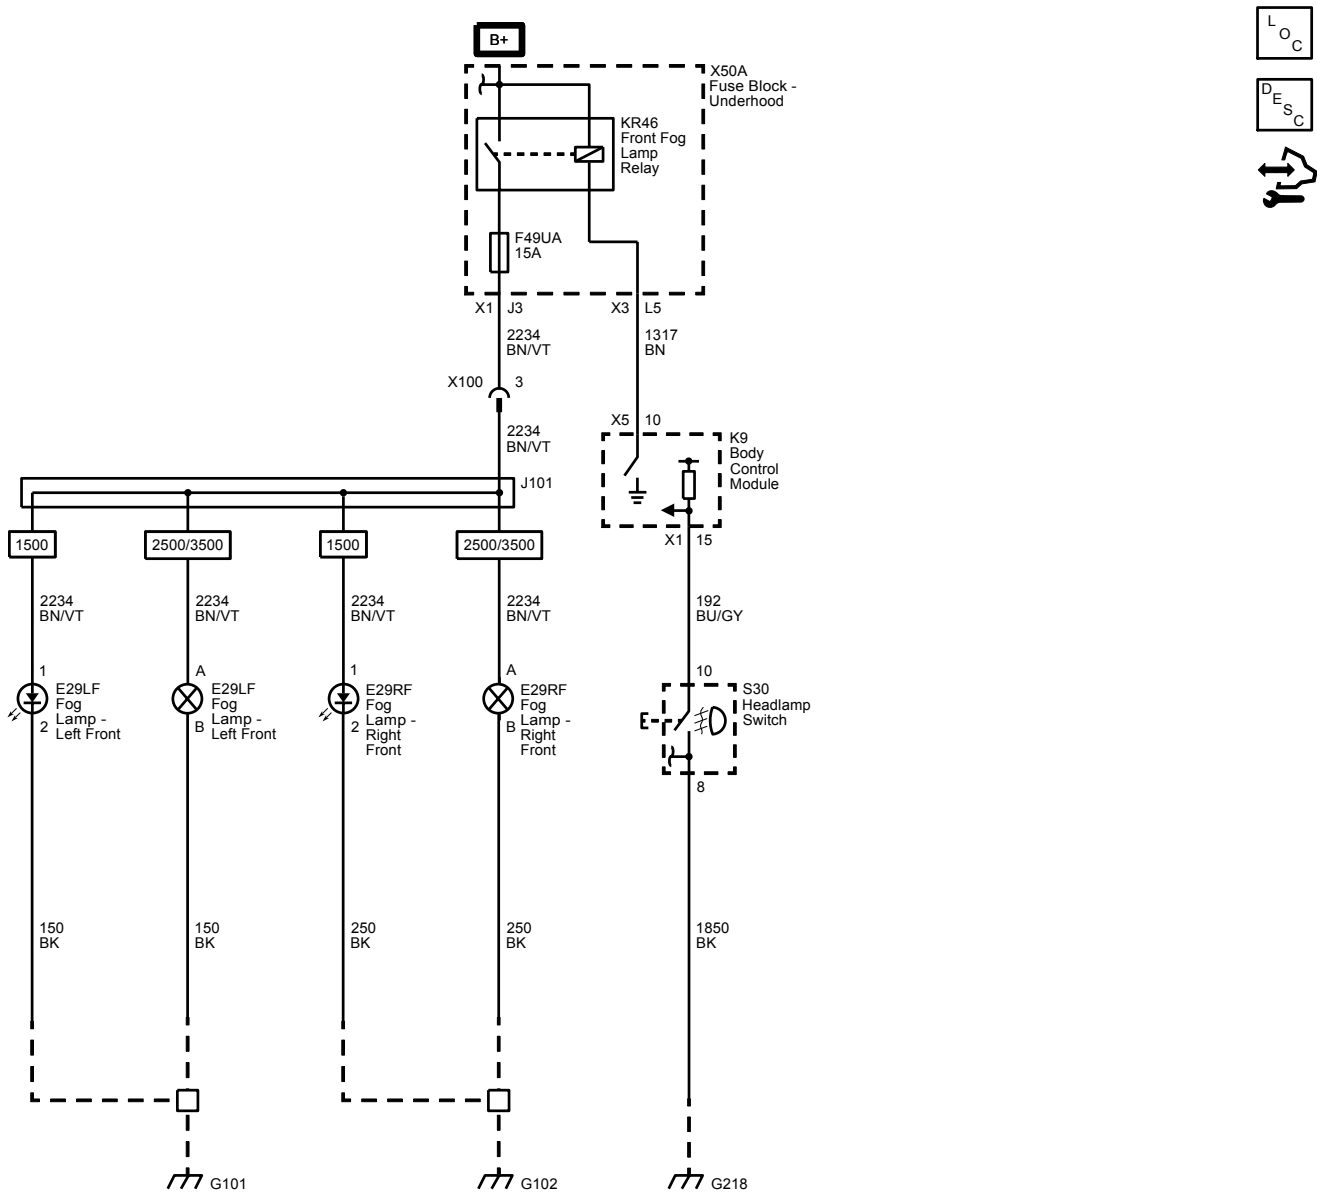 B+
L
O
C
X50A
Fuse Block -
Underhood
D
E
S
C
KR46
Front Fog
Lamp
Relay
F49UA
15A
X1 J3
X3 L5
2234
BN/VT
1317
BN
X100 3
X5 10
2234
BN/VT
K9
Body
Control
Module
J101
X1 15
1500
2500/3500
1500
2500/3500
2234
BN/VT
2234
BN/VT
2234
BN/VT
2234
BN/VT
192
BU/GY
1
E29LF
Fog
Lamp -
Left Front
2
A
E29LF
Fog
Lamp -
Left Front
B
1
E29RF
Fog
Lamp -
Right
Front
2
A
E29RF
Fog
Lamp -
Right
Front
B
10
S30
Headlamp
Switch
8
150
BK
150
BK
250
BK
250
BK
1850
BK
G101
G102
G218